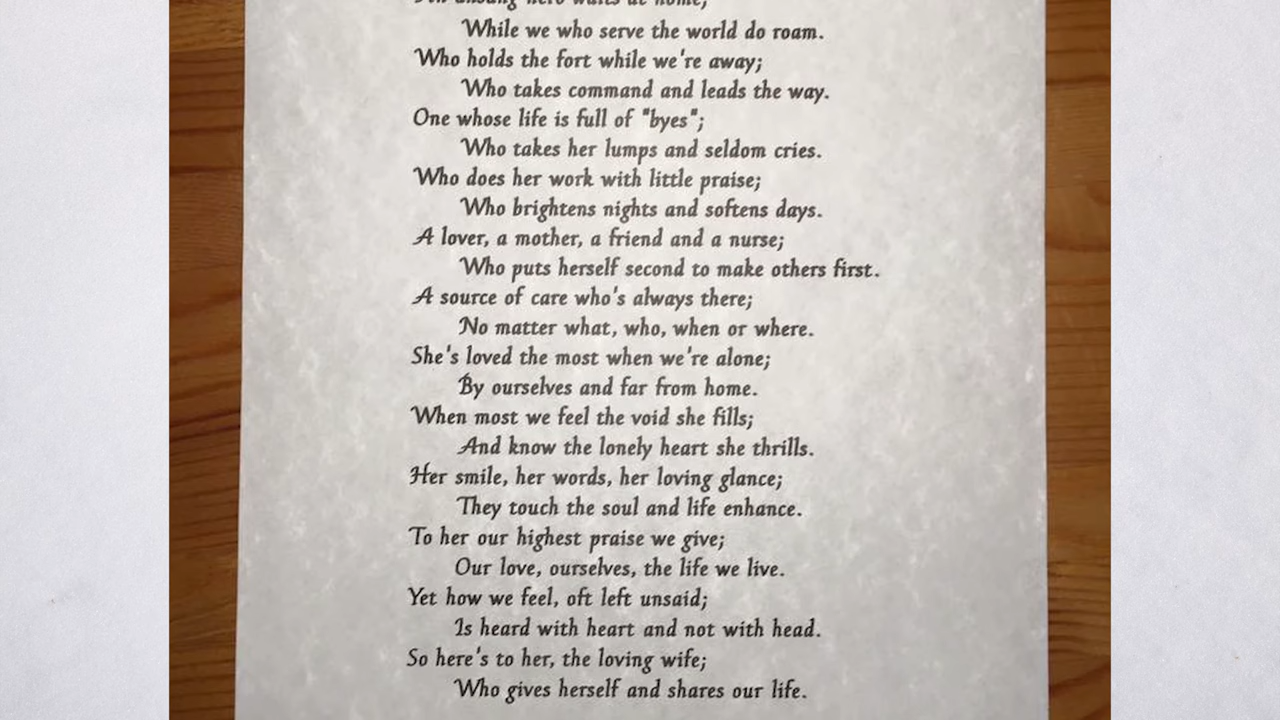 unsung hero waits at home;
While we who serve the world do roam.
Who holds the fort while we're away;
Who takes command and leads the way.
One whose life is full of "byes";
Who takes her lumps and seldom cries.
Who does her work with little praise;
Who brightens nights and softens days.
A lover, a mother, a friend and a nurse;
Who puts herself second to make others first.
A source of care who's always there;
No matter what, who, when or where.
She's loved the most when we're alone;
By ourselves and far from home.
When most we feel the void she fills;
And know the lonely heart she thrills.
Her smile, her words, her loving glance;
They touch the soul and life enhance.
To her our highest praise we give;
Our love, ourselves, the life we live.
Yet how we feel, oft left unsaid;
Is heard with heart and not with head.
So here's to her, the loving wife;
Who gives herself and shares our life.